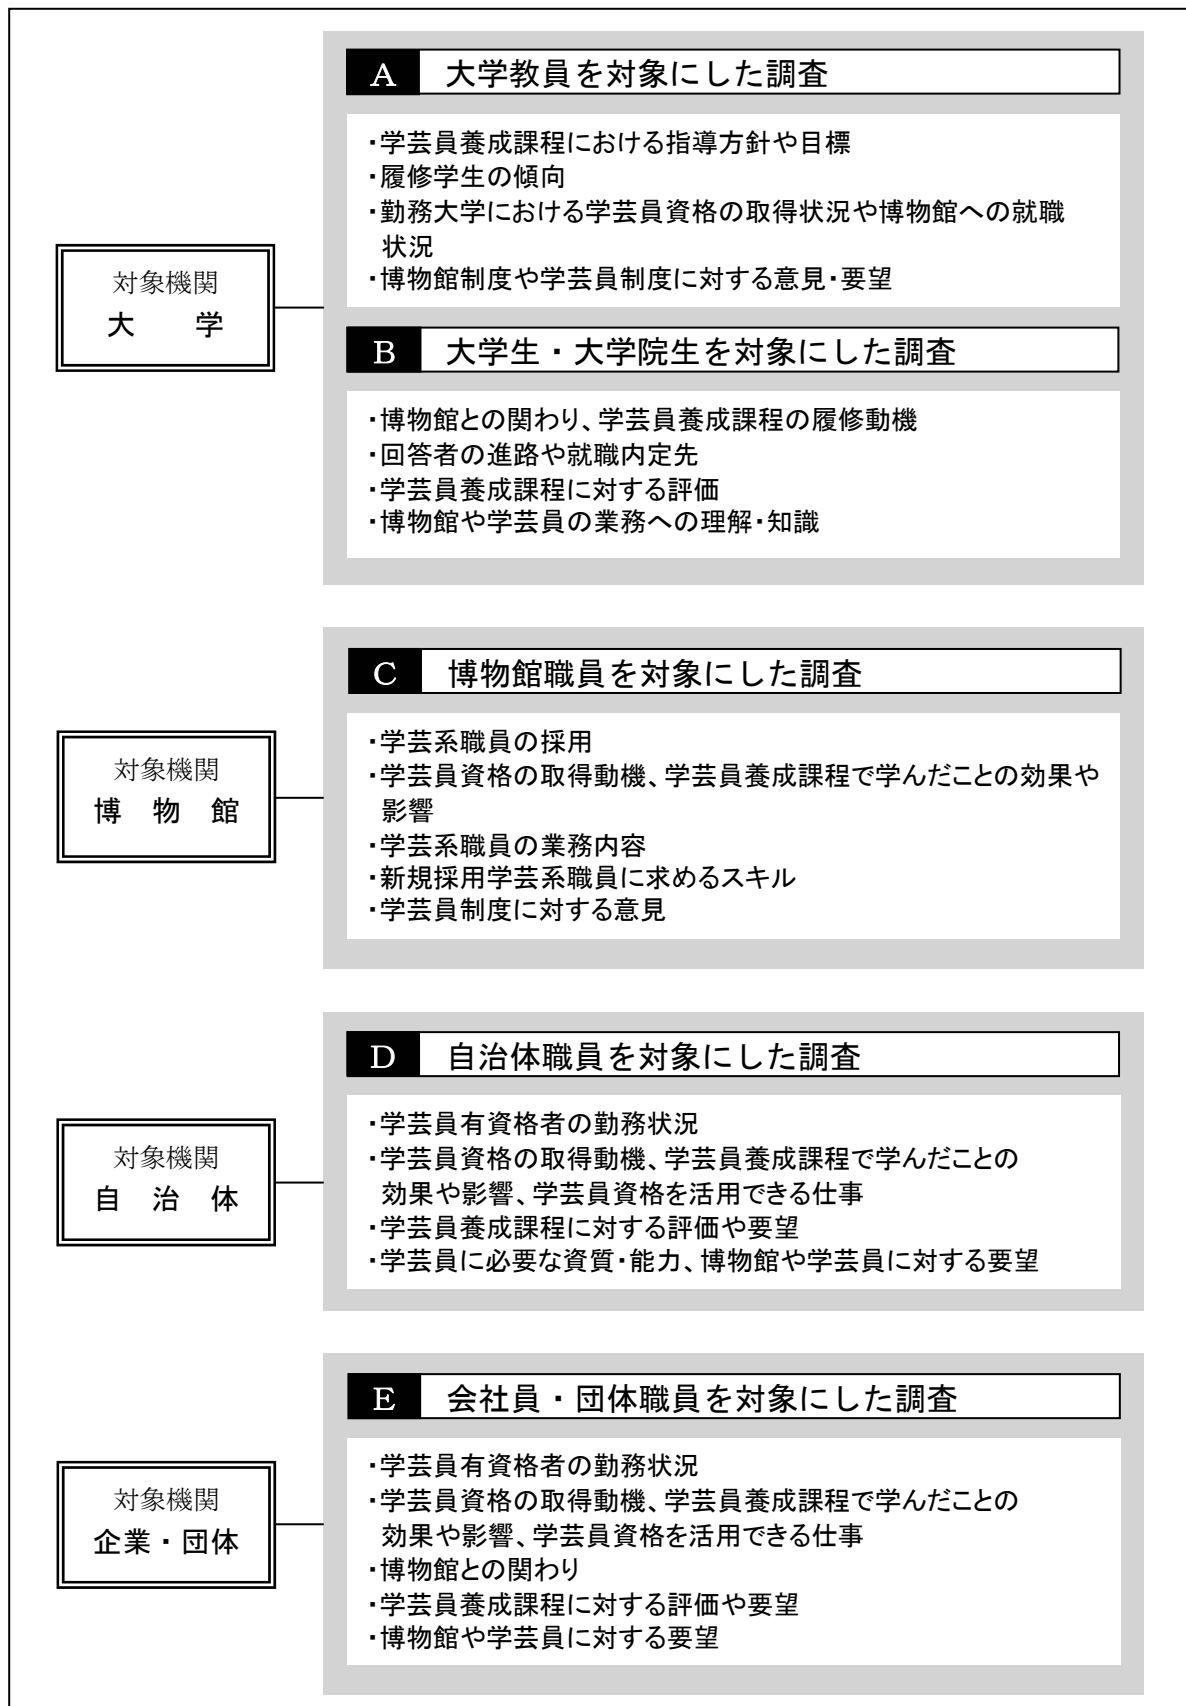 対象機関
大　学
A 大学教員を対象にした調査
・学芸員養成課程における指導方針や目標
・履修学生の傾向
・勤務大学における学芸員資格の取得状況や博物館への就職
状況
・博物館制度や学芸員制度に対する意見・要望
B 大学生・大学院生を対象にした調査
・博物館との関わり、学芸員養成課程の履修動機
・回答者の進路や就職内定先
・学芸員養成課程に対する評価
・博物館や学芸員の業務への理解・知識
対象機関
博　物　館
C 博物館職員を対象にした調査
・学芸系職員の採用
・学芸員資格の取得動機、学芸員養成課程で学んだことの効果や
影響
・学芸系職員の業務内容
・新規採用学芸系職員に求めるスキル
・学芸員制度に対する意見
対象機関
自　治　体
D 自治体職員を対象にした調査
・学芸員有資格者の勤務状況
・学芸員資格の取得動機、学芸員養成課程で学んだことの
効果や影響、学芸員資格を活用できる仕事
・学芸員養成課程に対する評価や要望
・学芸員に必要な資質・能力、博物館や学芸員に対する要望
対象機関
企業・団体
E 会社員・団体職員を対象にした調査
・学芸員有資格者の勤務状況
・学芸員資格の取得動機、学芸員養成課程で学んだことの
効果や影響、学芸員資格を活用できる仕事
・博物館との関わり
・学芸員養成課程に対する評価や要望
・博物館や学芸員に対する要望